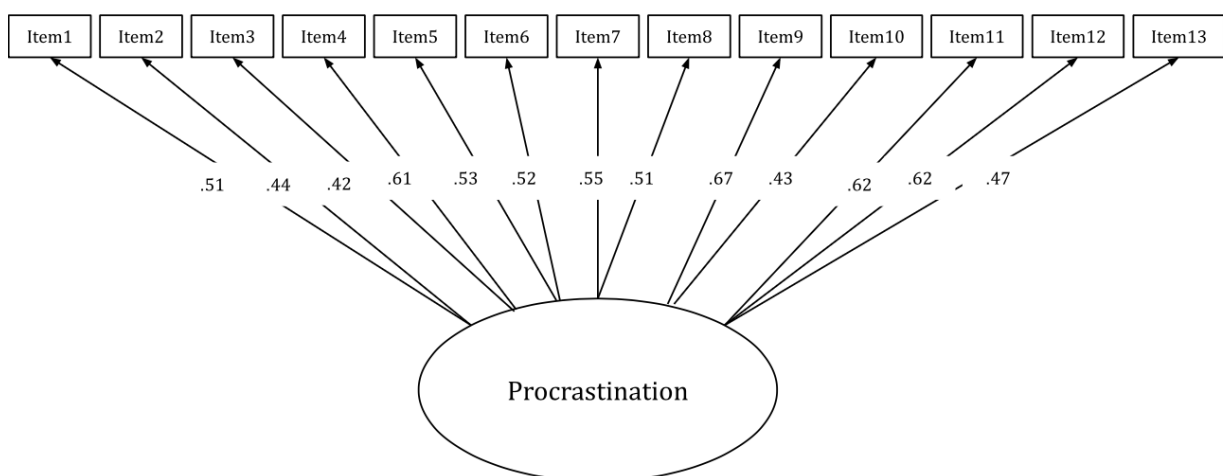 Item1 Item2 Item3 Item4 Item5 Item6 Item7 Item8 Item9 Item10 Item11 Item12 Item13
.51 .44 .42 .61 .53 .52 .55 .51 .67 .43 .62 .62 .47
Procrastination